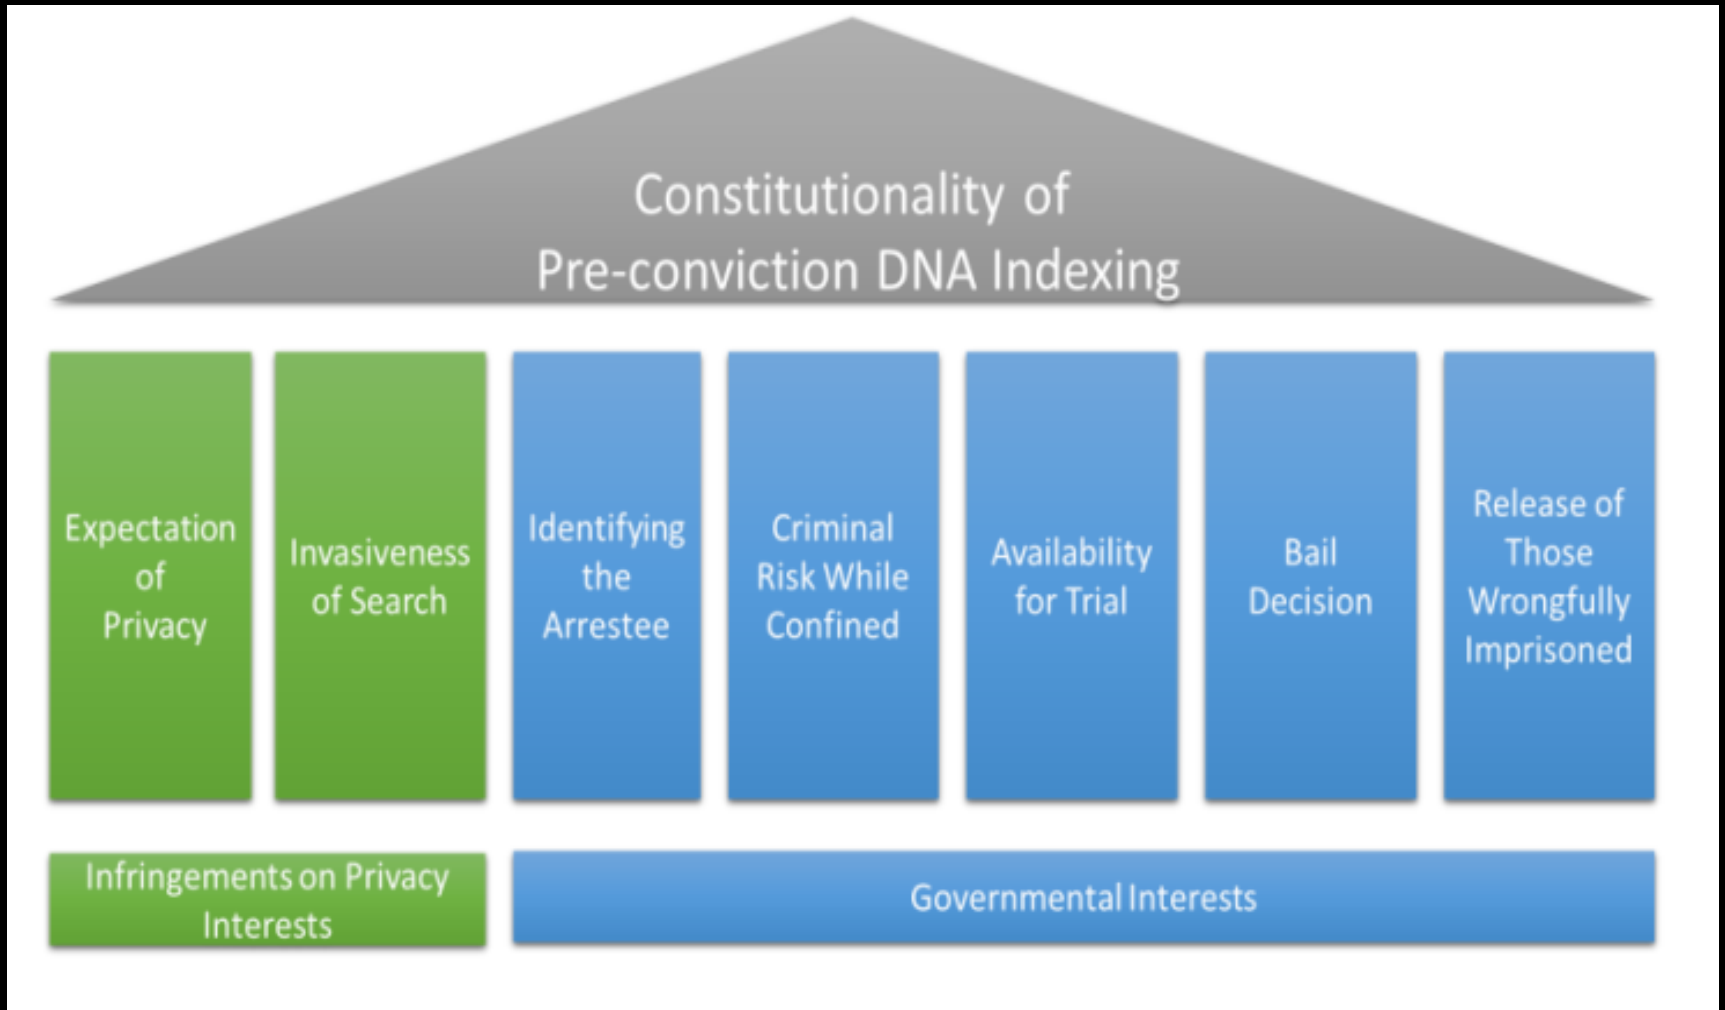 Constitutionality of
Pre-conviction DNA Indexing
Expectation
of
Privacy
Invasiveness
of Search
Identifying
the
Arrestee
Criminal
Risk While
Confined
Availability
for Trial
Bail
Decision
Release of
Those
Wrongfully
Imprisoned
Infringements on Privacy
Interests
Governmental Interests